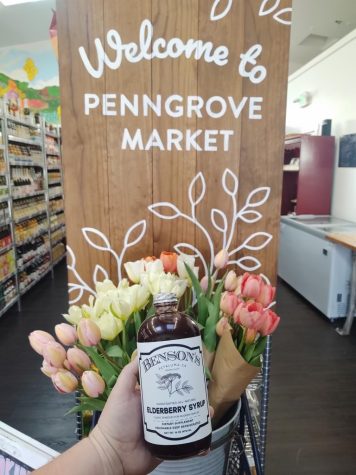 Welcome to
PENNGROVE
MARKET
BENSON'S
ELDERBERRY SYRUP